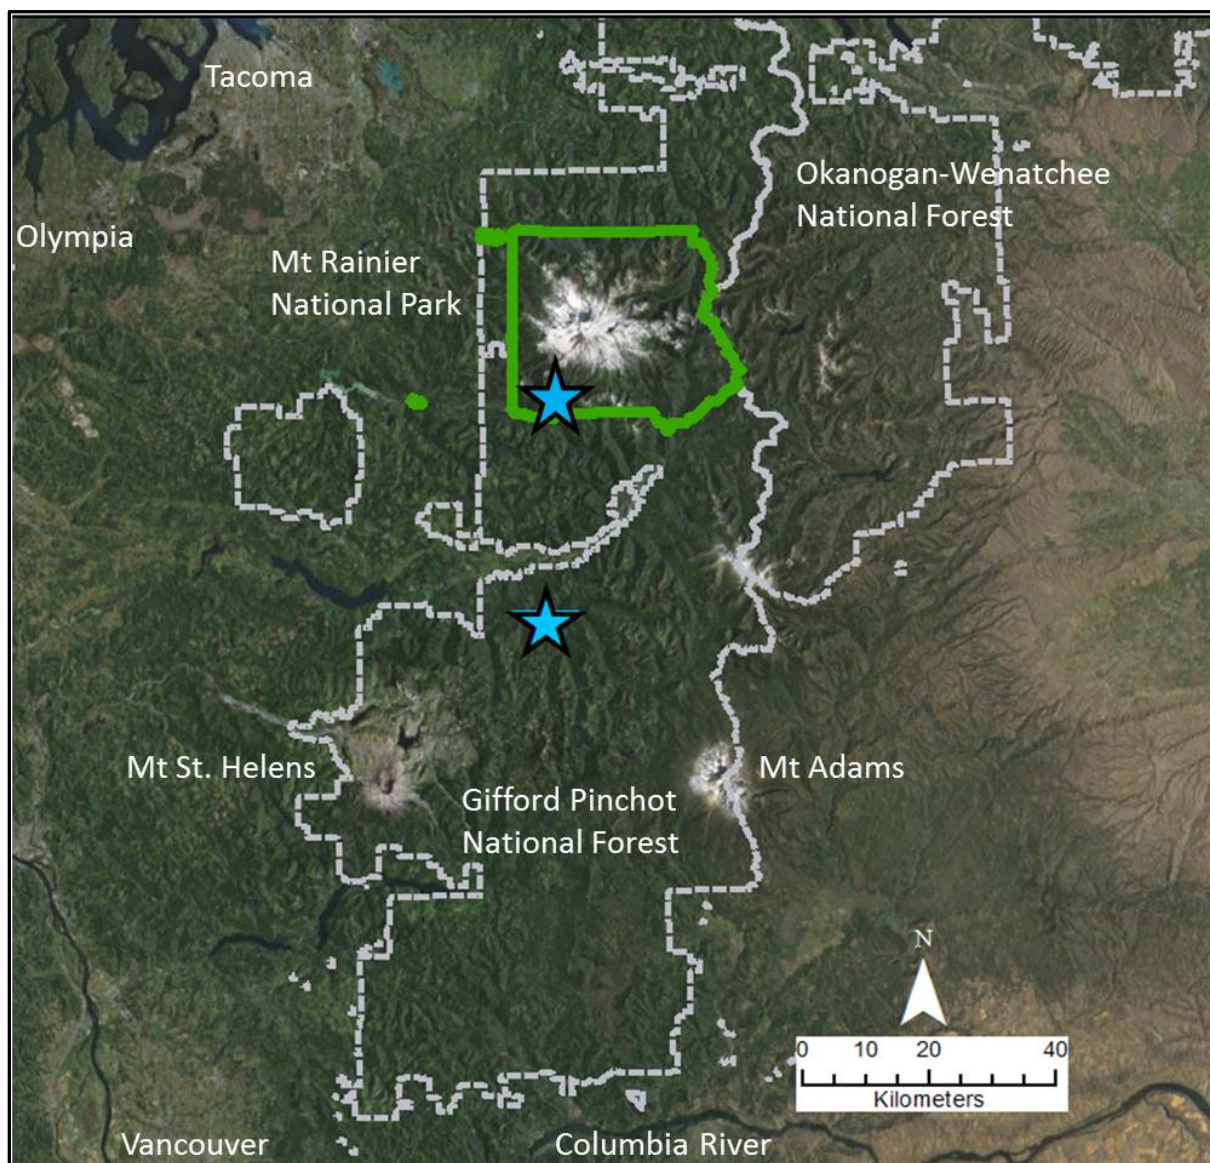 Tacoma
Okanogan-Wenatchee
National Forest
Olympia
Mt Rainier
National Park
Mt St. Helens
Mt Adams
Gifford Pinchot
National Forest
N
0 10 20 40
Kilometers
Vancouver
Columbia River